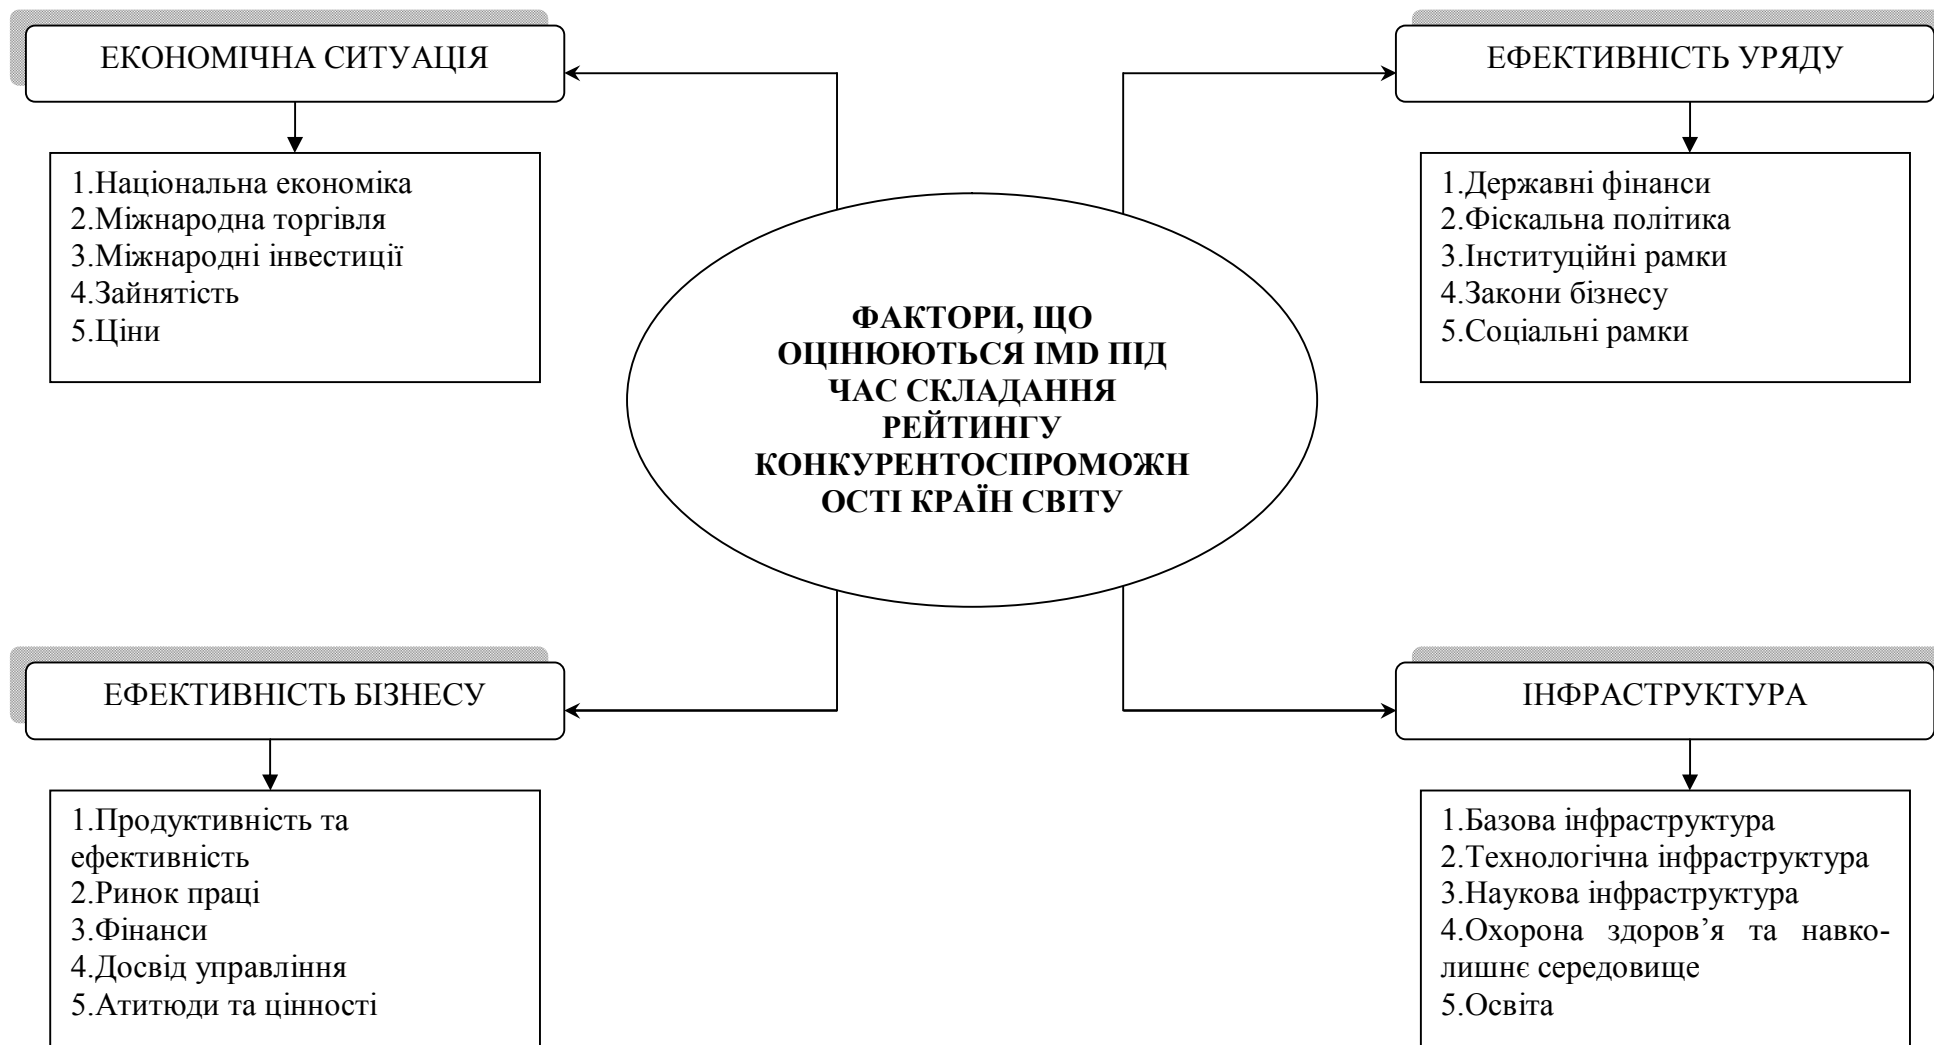 ЕКОНОМІЧНА СИТУАЦІЯ
1.Національна економіка
2.Міжнародна торгівля
3.Міжнародні інвестиції
4.Зайнятість
5.Ціни
ЕФЕКТИВНІСТЬ УРЯДУ
1.Державні фінанси
2.Фіскальна політика
3.Інституційні рамки
4.Закони бізнесу
5.Соціальні рамки
ФАКТОРИ, ЩО
ОЦІНЮЮТЬСЯ IMD ПІД
ЧАС СКЛАДАННЯ
РЕЙТИНГУ
КОНКУРЕНТОСПРОМОЖН
ОСТІ КРАЇН СВІТУ
ЕФЕКТИВНІСТЬ БІЗНЕСУ
1.Продуктивність та
ефективність
2.Ринок праці
3.Фінанси
4.Досвід управління
5.Атитюди та цінності
ІНФРАСТРУКТУРА
1.Базова інфраструктура
2.Технологічна інфраструктура
3.Наукова інфраструктура
4.Охорона здоров’я та навко-
лишнє середовище
5.Освіта